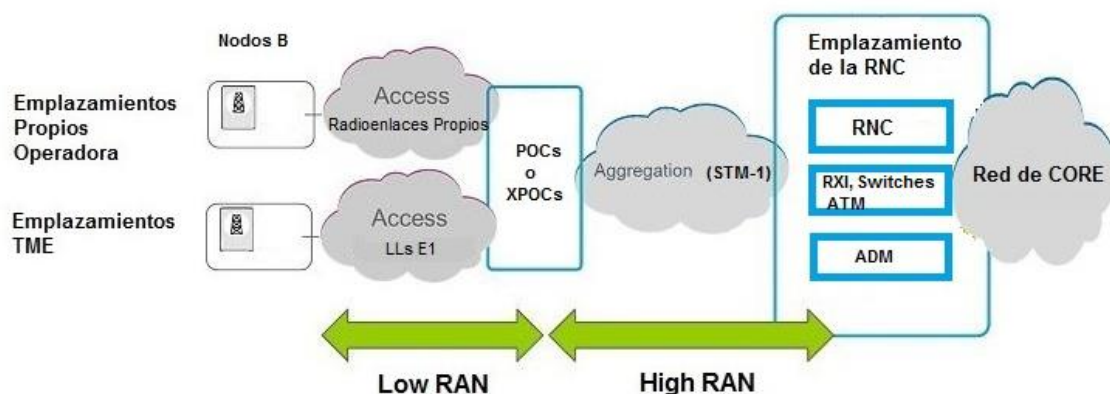 Nodos B
Emplazamientos
Propios
Operadora
Access
Radioenlaces Propios
Emplazamientos
TME
Access
LLs E1
POCs
o
XPOCs
Aggregation (STM-1)
Emplazamiento
de la RNC
RNC
RXI, Switches
ATM
ADM
Red de CORE
Low RAN
High RAN